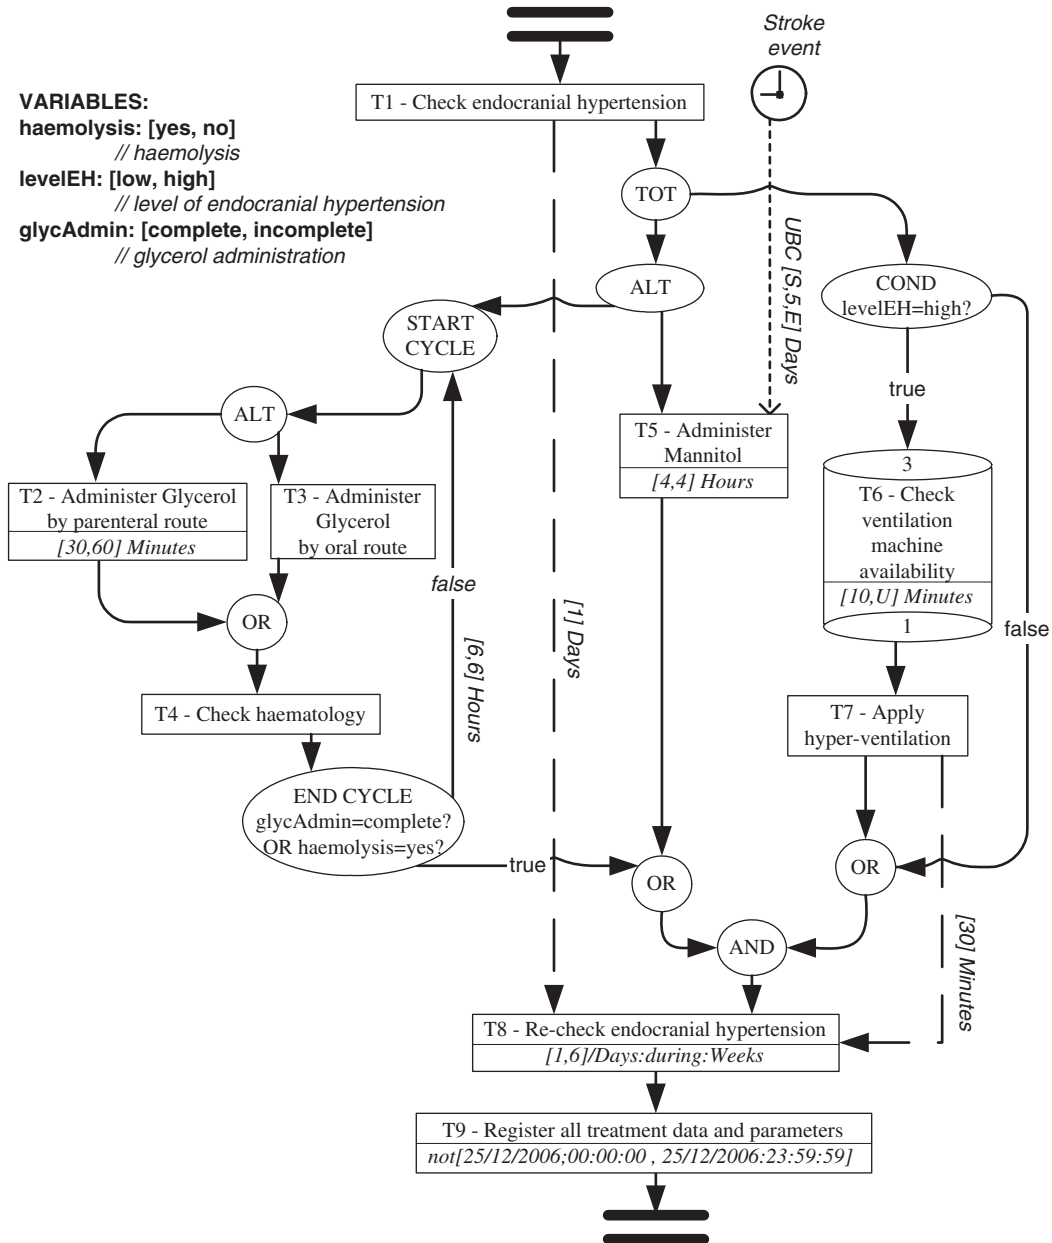 Stroke
event
T1 - Check endocranial hypertension
VARIABLES:
haemolysis: [yes, no]
// haemolysis
levelEH: [low, high]
// level of endocranial hypertension
glycAdmin: [complete, incomplete]
// glycerol administration
TOT
UBC [S,5,E] Days
ALT
COND
levelEH=high?
START
CYCLE
true
ALT
T5 - Administer
Mannitol
[4,4] Hours
3
T6 - Check
ventilation
machine
availability
[10,U] Minutes
1
T2 - Administer Glycerol
by parenteral route
[30,60] Minutes
T3 - Administer
Glycerol
by oral route
false
[6,6] Hours
[1] Days
false
OR
T4 - Check haematology
T7 - Apply
hyper-ventilation
END CYCLE
glycAdmin=complete?
OR haemolysis=yes?
true
OR
OR
AND
[30] Minutes
T8 - Re-check endocranial hypertension
[1,6]/Days:during:Weeks
T9 - Register all treatment data and parameters
not[25/12/2006;00:00:00 , 25/12/2006:23:59:59]